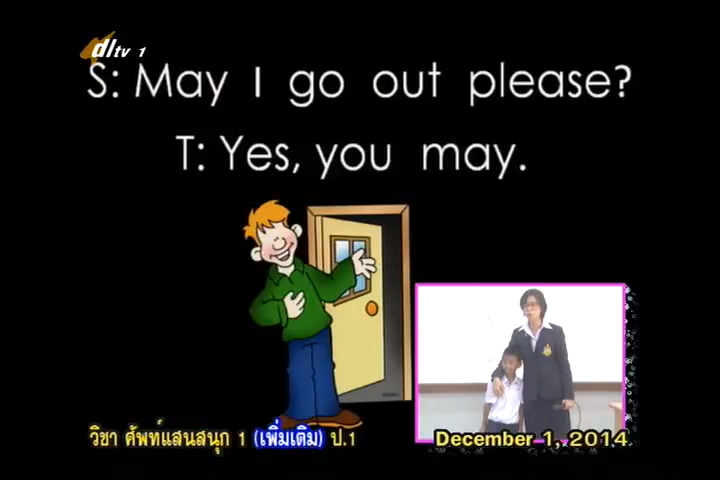 dltv 1
S: May I go out please?
T: Yes, you may.
วิชา ศัพท์แสนสนุก 1 (เพิ่มเติม) ป.1
December 1, 2014